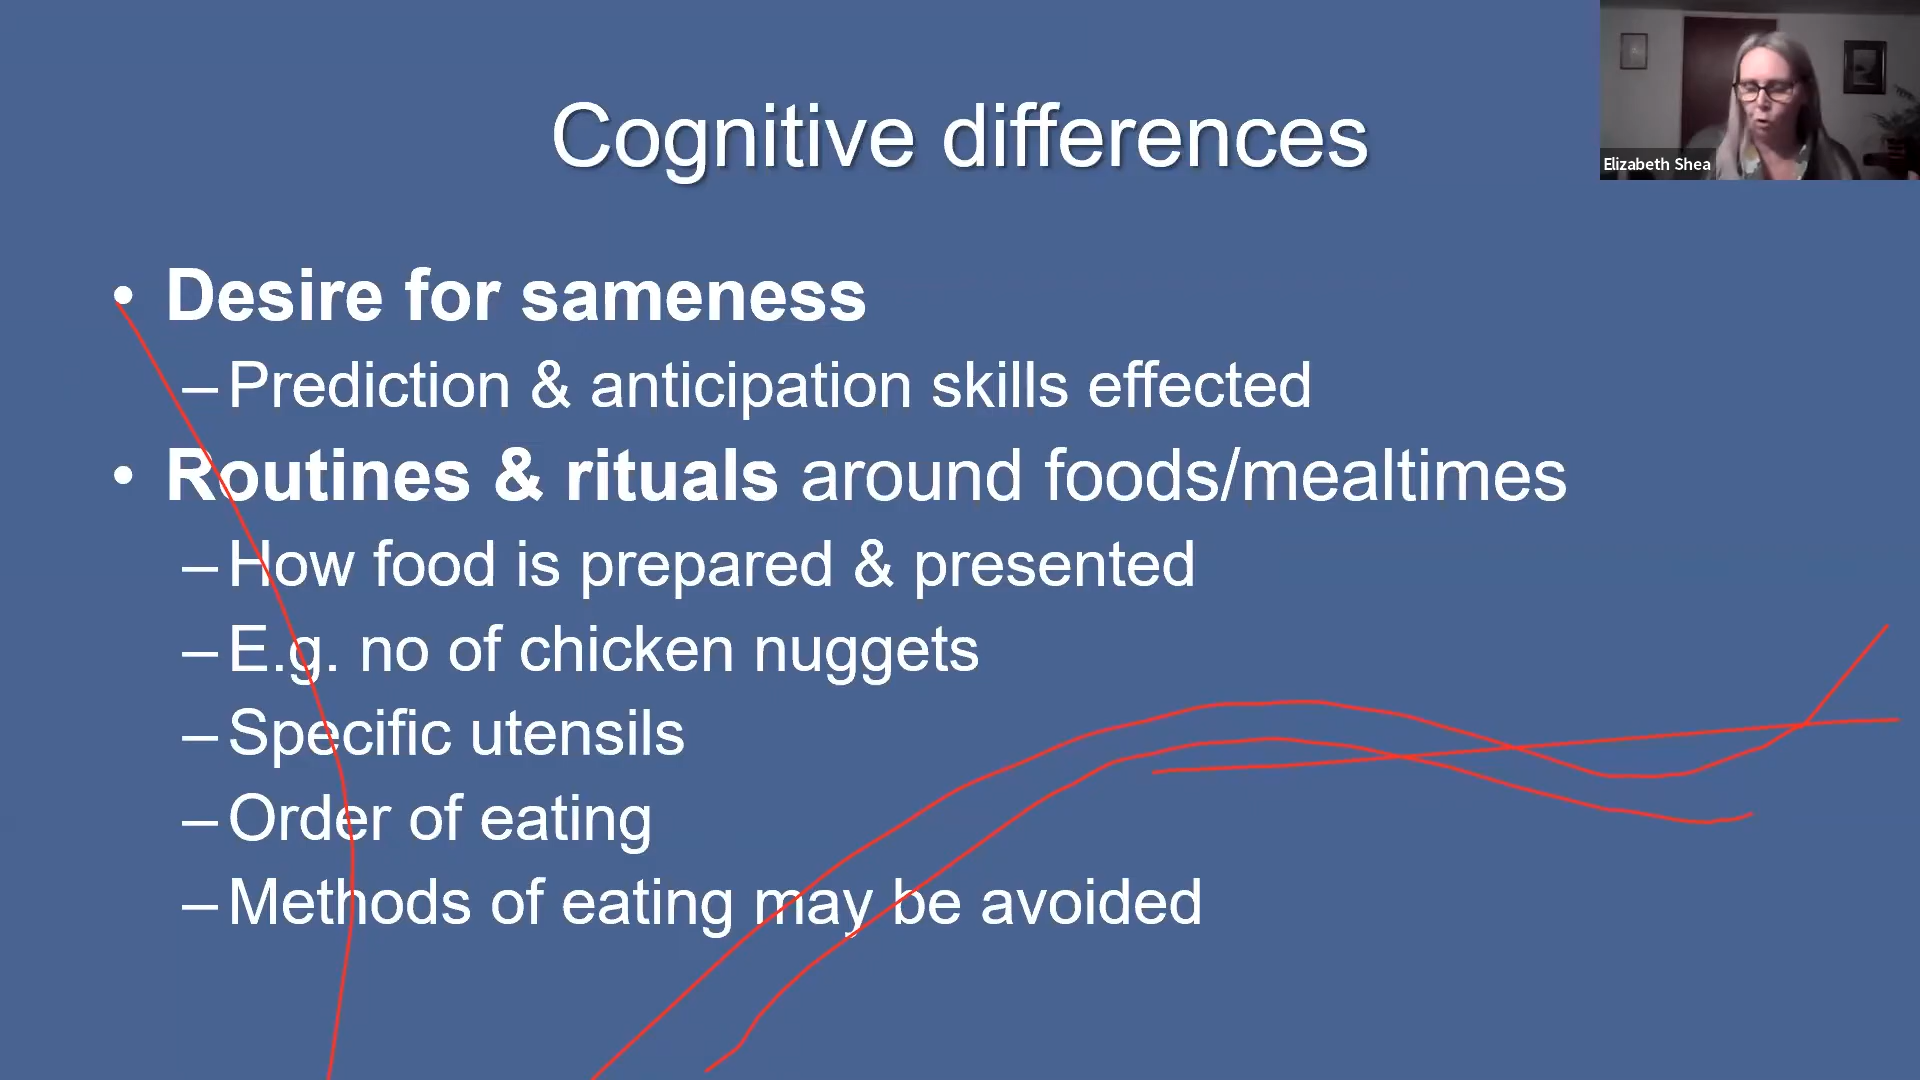 Cognitive differences
Elizabeth Shea
• Desire for sameness
– Prediction & anticipation skills effected
• Routines & rituals around foods/mealtimes
– How food is prepared & presented
– E.g. no of chicken nuggets
– Specific utensils
– Order of eating
– Methods of eating may be avoided